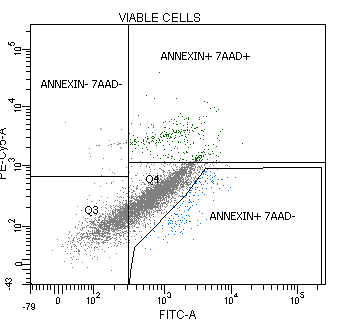 VIABLE CELLS
ANNEXIN+ 7AAD+
ANNEXIN- 7AAD-
Q4
Q3
ANNEXIN+ 7AAD-
PE-Cy5-A
10^5
10^4
10^3
10^2
0
-43
-79
0
10^2
10^3
10^4
10^5
FITC-A